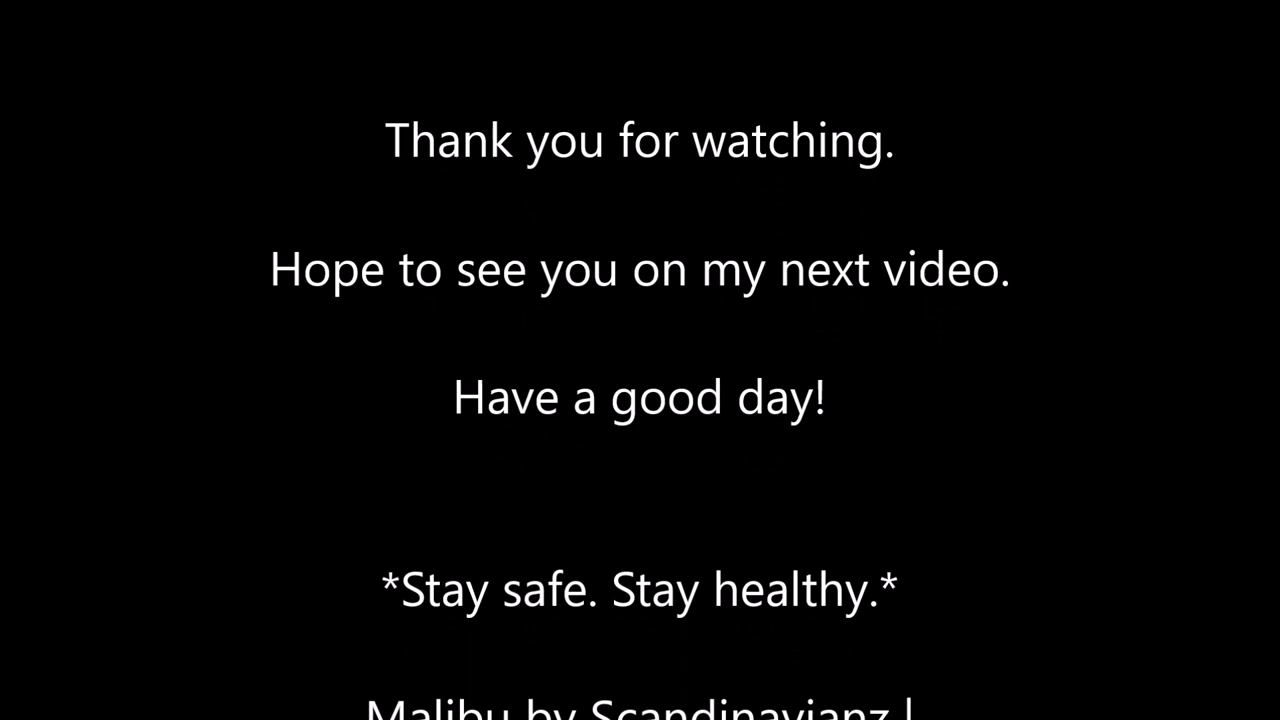 Thank you for watching.
Hope to see you on my next video.
Have a good day!
*Stay safe. Stay healthy.*
Malibu by Scandinavianz |